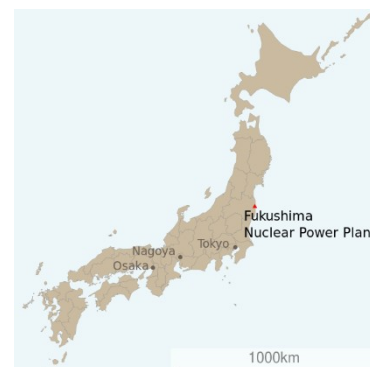 Fukushima
Nuclear Power Plan
Tokyo
Nagoya
Osaka
1000km